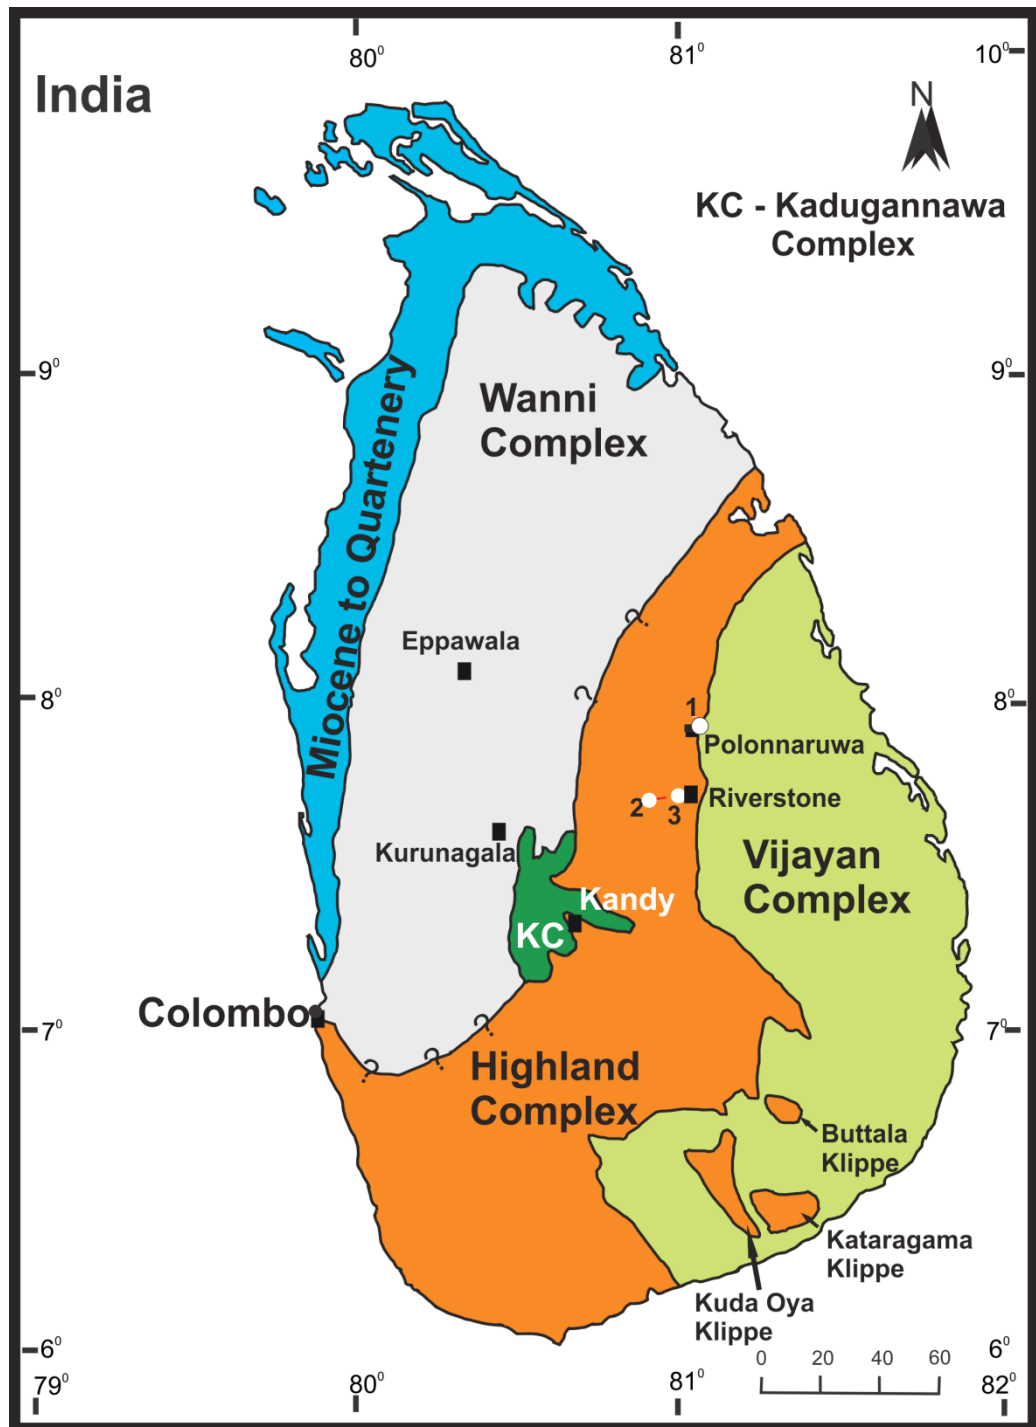 80⁰
81⁰
10⁰
India
N
KC - Kadugannawa
Complex
9⁰
9⁰
Wanni
Complex
Miocene to Quartenery
?
Eppawala
?
8⁰
8⁰
1
Polonnaruwa
2
3
Riverstone
Kurunagala
Vijayan
Complex
Kandy
KC
Colombo
7⁰
7⁰
?
?
?
Highland
Complex
Buttala
Klippe
Kataragama
Klippe
Kuda Oya
Klippe
6⁰
6⁰
0 20 40 60
79⁰
80⁰
81⁰
82⁰